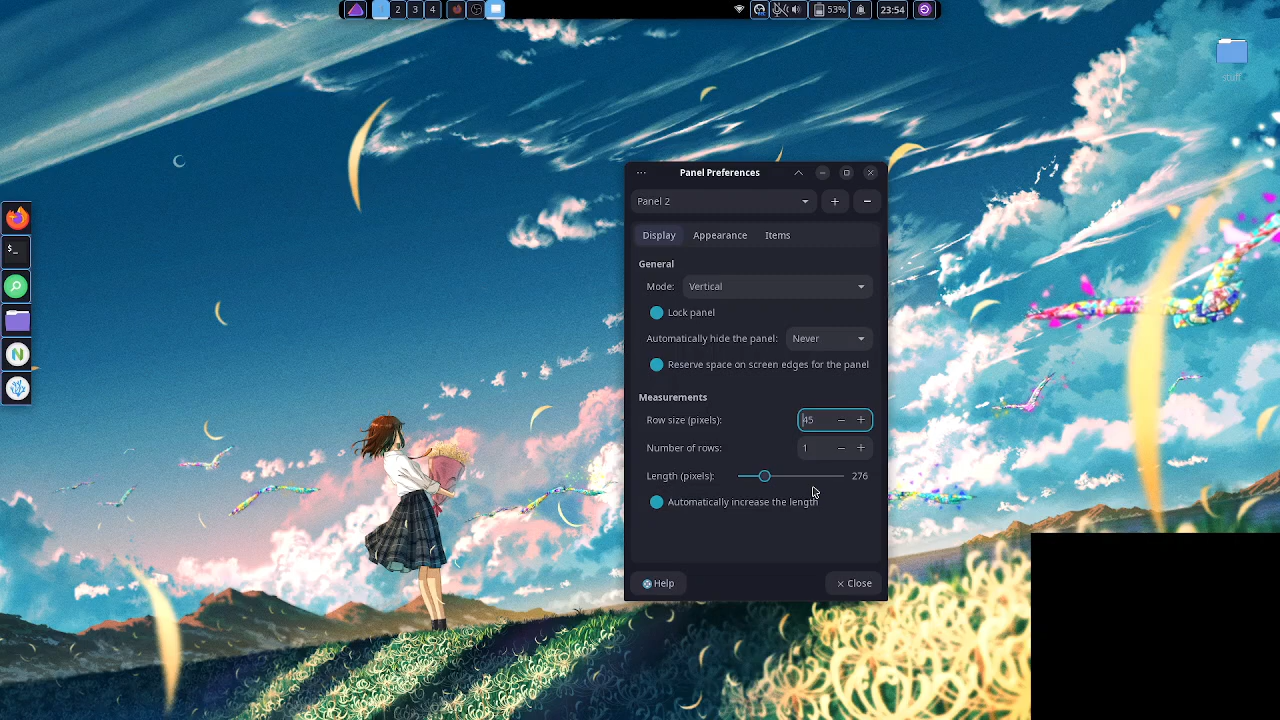 2 3 4 53% 23:54
stuff
Panel Preferences
Panel 2
Display Appearance Items
General
Mode: Vertical
Lock panel
Automatically hide the panel: Never
Reserve space on screen edges for the panel
Measurements
Row size (pixels): 45
Number of rows: 1
Length (pixels): 276
Automatically increase the length
Help Close